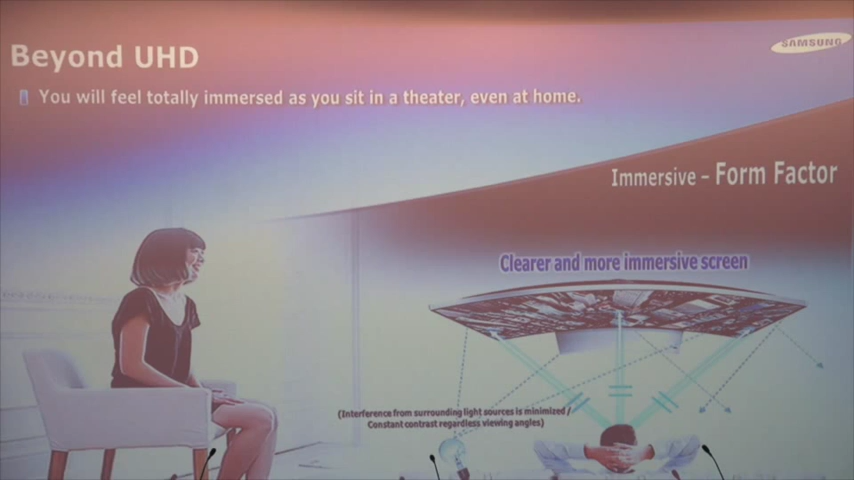 Beyond UHD
SAMSUNG
You will feel totally immersed as you sit in a theater, even at home.
Immersive – Form Factor
Clearer and more immersive screen
(Interference from surrounding light sources is minimized /
Constant contrast regardless viewing angles)